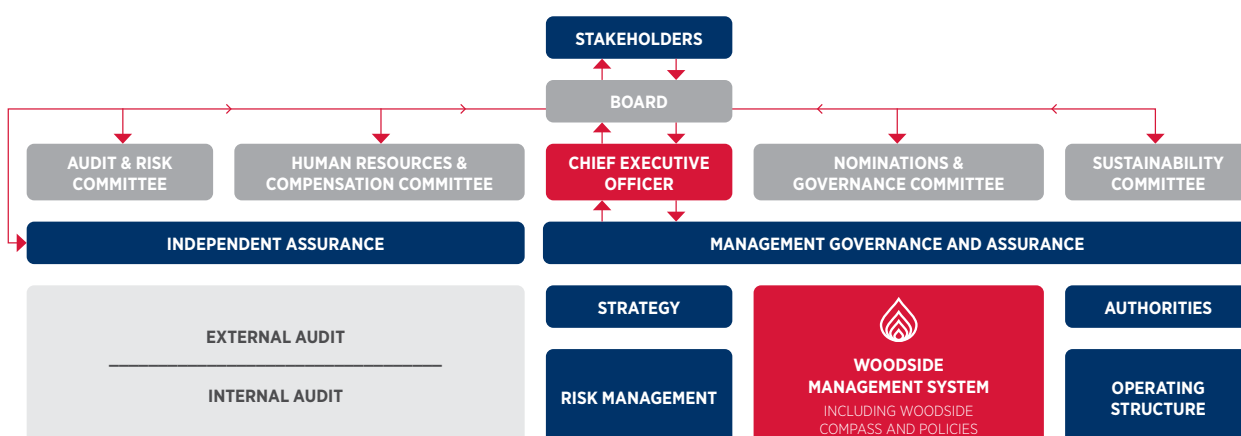 STAKEHOLDERS
BOARD
AUDIT & RISK
COMMITTEE
HUMAN RESOURCES &
COMPENSATION COMMITTEE
CHIEF EXECUTIVE
OFFICER
NOMINATIONS &
GOVERNANCE COMMITTEE
SUSTAINABILITY
COMMITTEE
INDEPENDENT ASSURANCE
MANAGEMENT GOVERNANCE AND ASSURANCE
EXTERNAL AUDIT
INTERNAL AUDIT
STRATEGY
RISK MANAGEMENT
WOODSIDE
MANAGEMENT SYSTEM
INCLUDING WOODSIDE
COMPASS AND POLICIES
AUTHORITIES
OPERATING
STRUCTURE